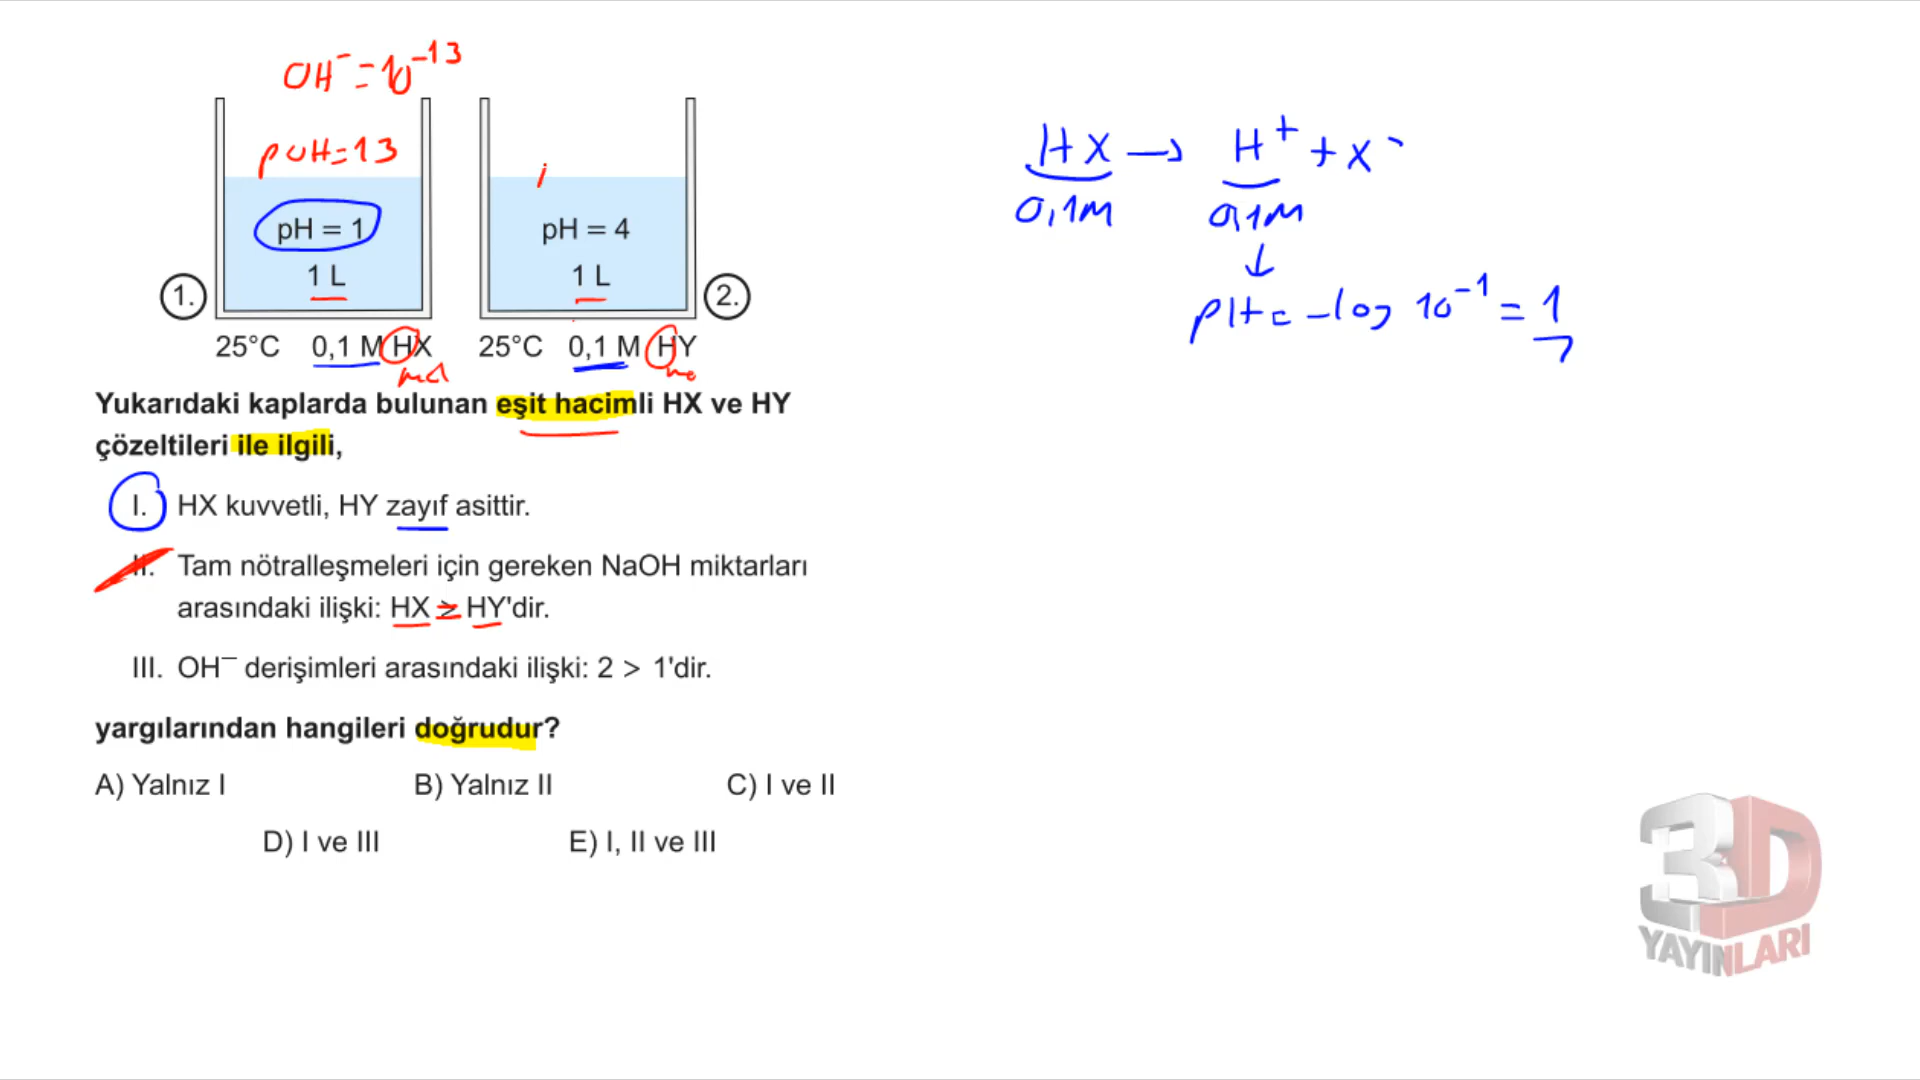 OH⁻ = 10⁻¹³
pOH = 13
pH = 1
1 L
1.
25°C 0,1 M HX
pH = 4
1 L
2.
25°C 0,1 M HY
Yukarıdaki kaplarda bulunan eşit hacimli HX ve HY
çözeltileri ile ilgili,
I. HX kuvvetli, HY zayıf asittir.
II. Tam nötralleşmeleri için gereken NaOH miktarları
arasındaki ilişki: HX > HY'dir.
III. OH⁻ derişimleri arasındaki ilişki: 2 > 1'dir.
yargılarından hangileri doğrudur?
A) Yalnız I B) Yalnız II C) I ve II
D) I ve III E) I, II ve III
HX → H⁺ + X⁻
0,1M 0,1M
↓
pH = -log 10⁻¹ = 1
3D
YAYINLARI